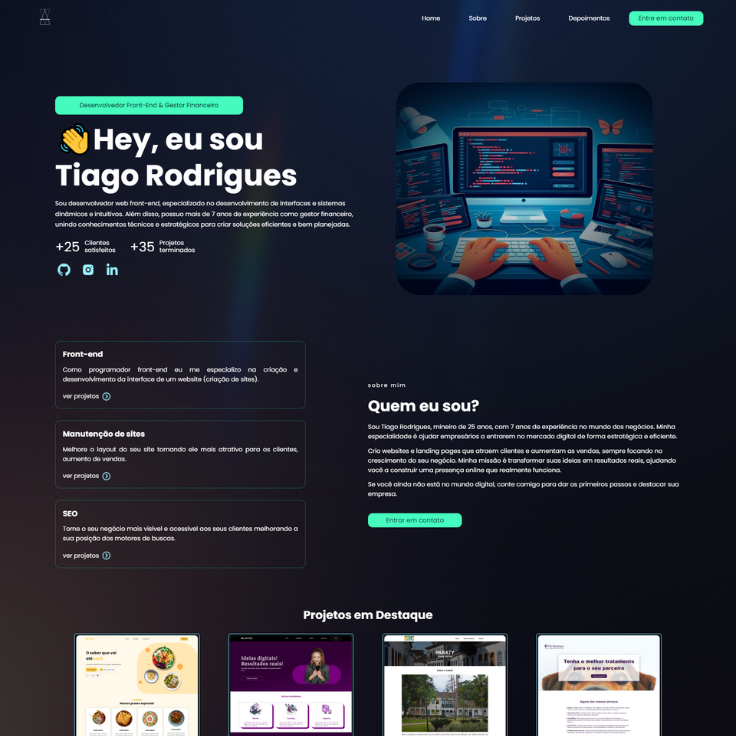 Home
Sobre
Projetos
Depoimentos
Entre em contato
Desenvolvedor Front-End & Gestor Financeiro
👋Hey, eu sou
Tiago Rodrigues
Sou desenvolvedor web front-end, especializado no desenvolvimento de interfaces e sistemas
dinâmicos e intuitivos. Além disso, possuo mais de 7 anos de experiência como gestor financeiro,
unindo conhecimentos técnicos e estratégicos para criar soluções eficientes e bem planejadas.
+25 Clientes
satisfeitos
+35 Projetos
terminados
Front-end
Como programador front-end eu me especializo na criação e
desenvolvimento da interface de um website (criação de sites).
ver projetos
Manutenção de sites
Melhoro o layout do seu site tornando ele mais atrativo para os clientes,
aumento de vendas.
ver projetos
SEO
Torne o seu negócio mais visível e acessível aos seus clientes melhorando a
sua posição dos motores de buscas.
ver projetos
sobre mim
Quem eu sou?
Sou Tiago Rodrigues, mineiro de 25 anos, com 7 anos de experiência no mundo dos negócios. Minha
especialidade é ajudar empresários a entrarem no mercado digital de forma estratégica e eficiente.
Crio websites e landing pages que atraem clientes e aumentam as vendas, sempre focando no
crescimento do seu negócio. Minha missão é transformar suas ideias em resultados reais, ajudando
você a construir uma presença online que realmente funciona.
Se você ainda não está no mundo digital, conte comigo para dar os primeiros passos e destacar sua
empresa.
Entrar em contato
Projetos em Destaque
O sabor que vai
até você
Ideias digitais!
Resultados mais!
PARATY
Tenha o melhor tratamento
para o seu parceiro